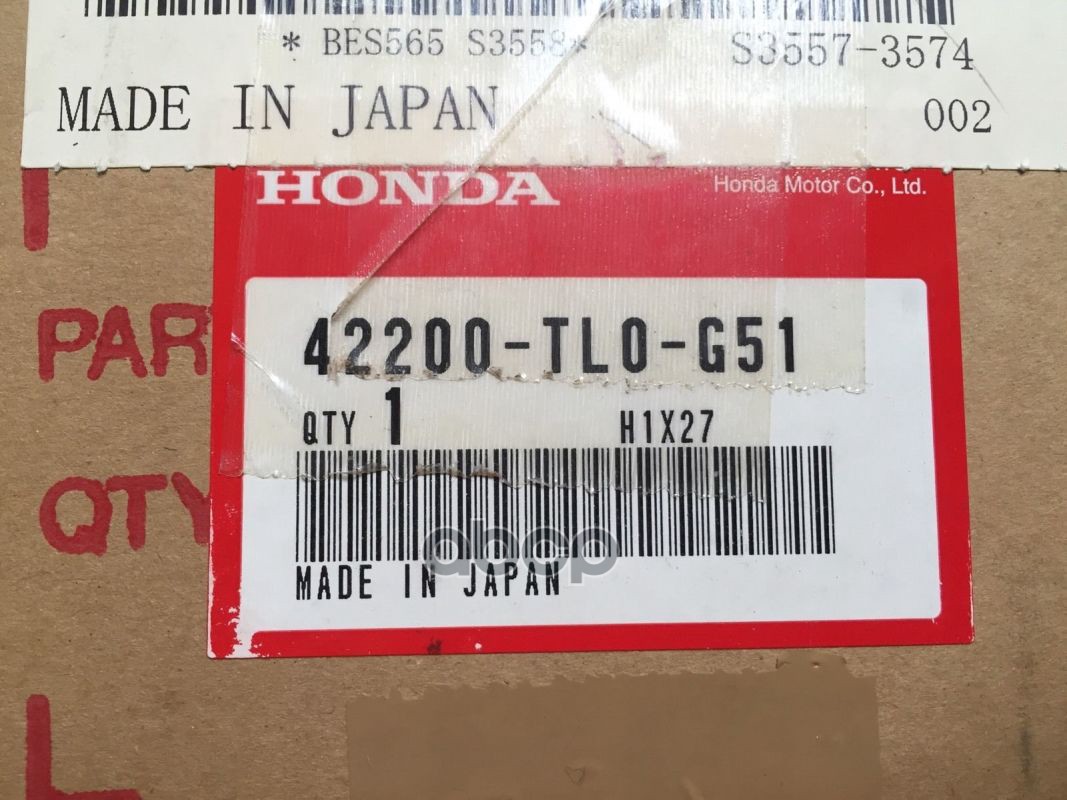 * BES565 S3558*
S3557-3574
MADE IN JAPAN
002
HONDA
Honda Motor Co., Ltd.
PAR
42200-TL0-G51
QTY 1
H1X27
QTY
abcp
MADE IN JAPAN